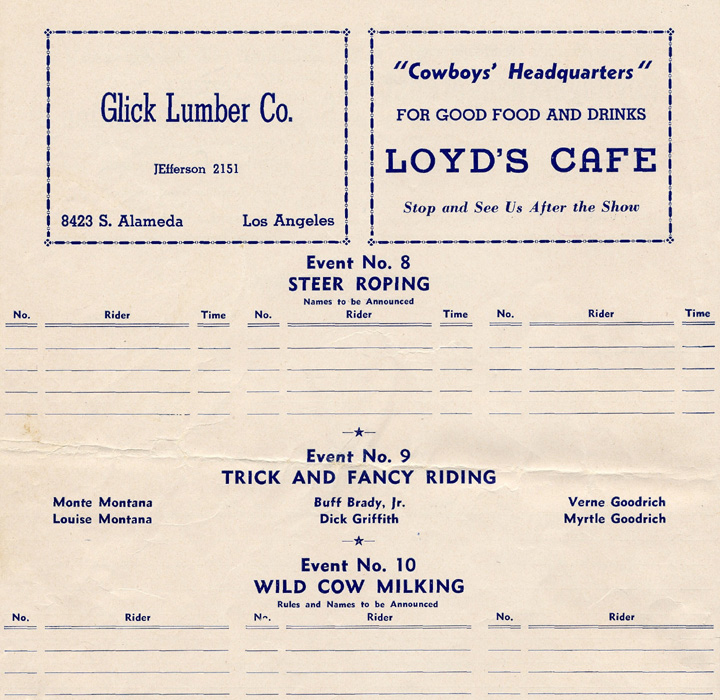 Glick Lumber Co.
JEfferson 2151
8423 S. Alameda Los Angeles
"Cowboys' Headquarters"
FOR GOOD FOOD AND DRINKS
LOYD'S CAFE
Stop and See Us After the Show
Event No. 8
STEER ROPING
Names to be Announced
No. Rider Time No. Rider Time No. Rider Time
Event No. 9
TRICK AND FANCY RIDING
Monte Montana Buff Brady, Jr. Verne Goodrich
Louise Montana Dick Griffith Myrtle Goodrich
Event No. 10
WILD COW MILKING
Rules and Names to be Announced
No. Rider No. Rider No. Rider